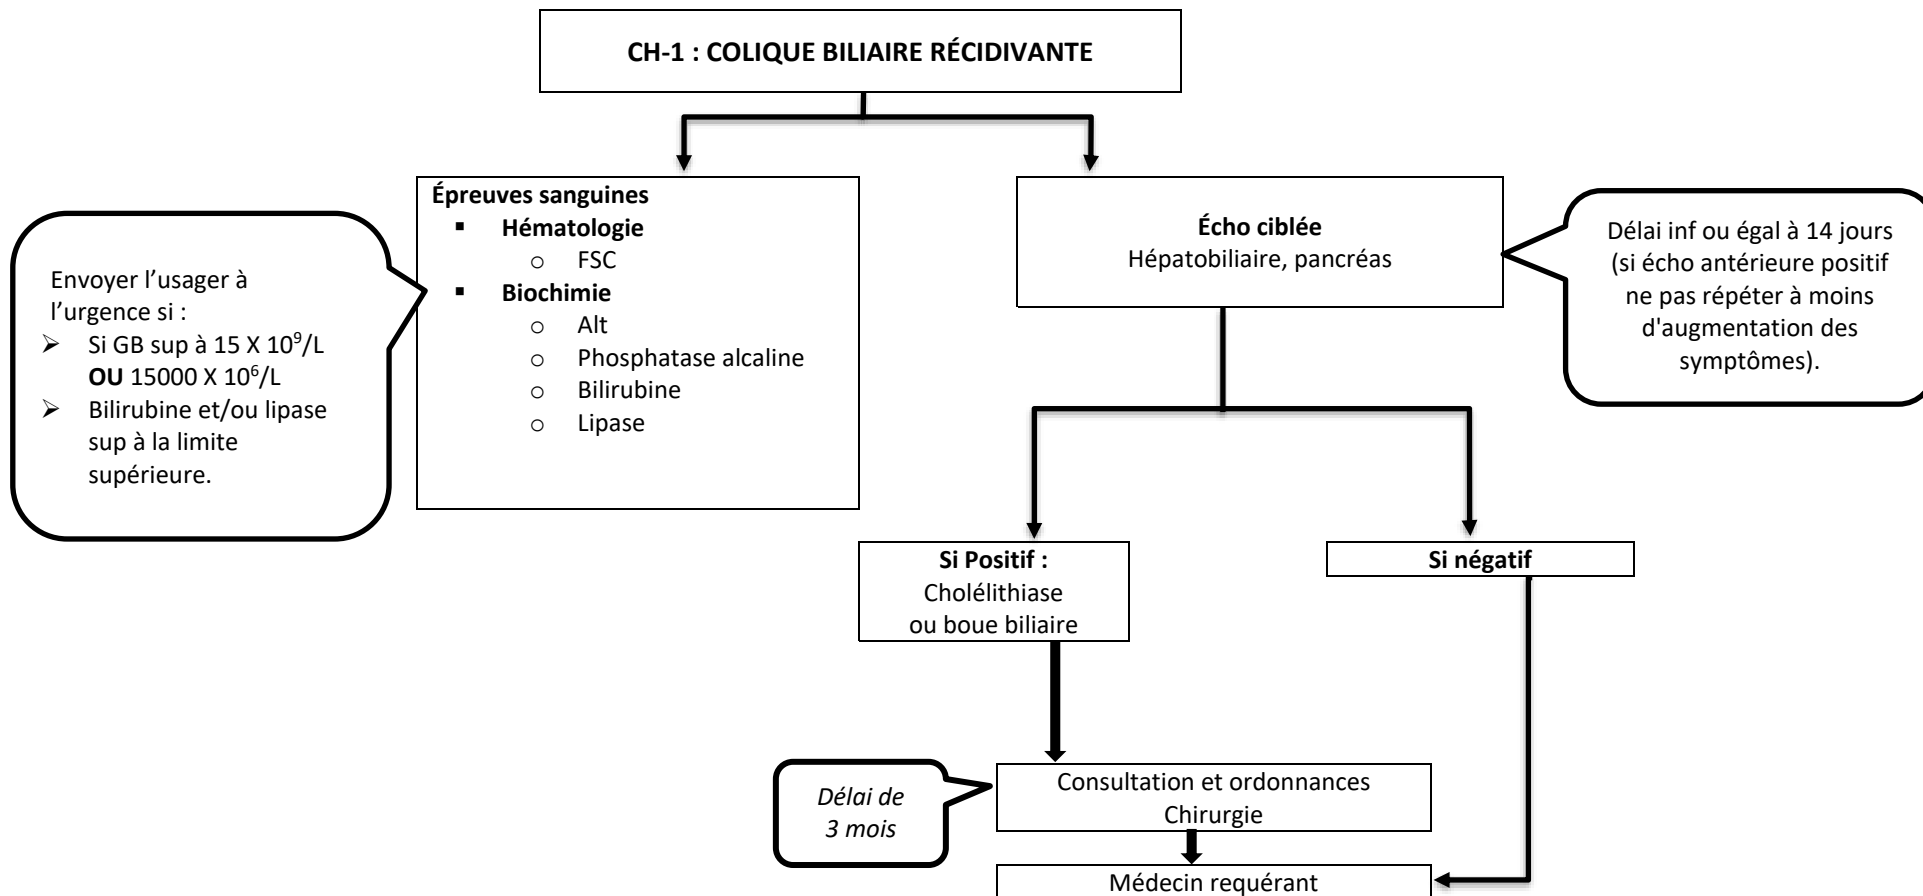 CH-1 : COLIQUE BILIAIRE RÉCIDIVANTE
Envoyer l’usager à
l’urgence si :
➢ Si GB sup à 15 X 10⁹/L
OU 15000 X 10⁶/L
➢ Bilirubine et/ou lipase
sup à la limite
supérieure.
Épreuves sanguines
▪ Hématologie
o FSC
▪ Biochimie
o Alt
o Phosphatase alcaline
o Bilirubine
o Lipase
Écho ciblée
Hépatobiliaire, pancréas
Délai inf ou égal à 14 jours
(si écho antérieure positif
ne pas répéter à moins
d'augmentation des
symptômes).
Si Positif :
Cholélithiase
ou boue biliaire
Si négatif
Délai de
3 mois
Consultation et ordonnances
Chirurgie
Médecin requérant